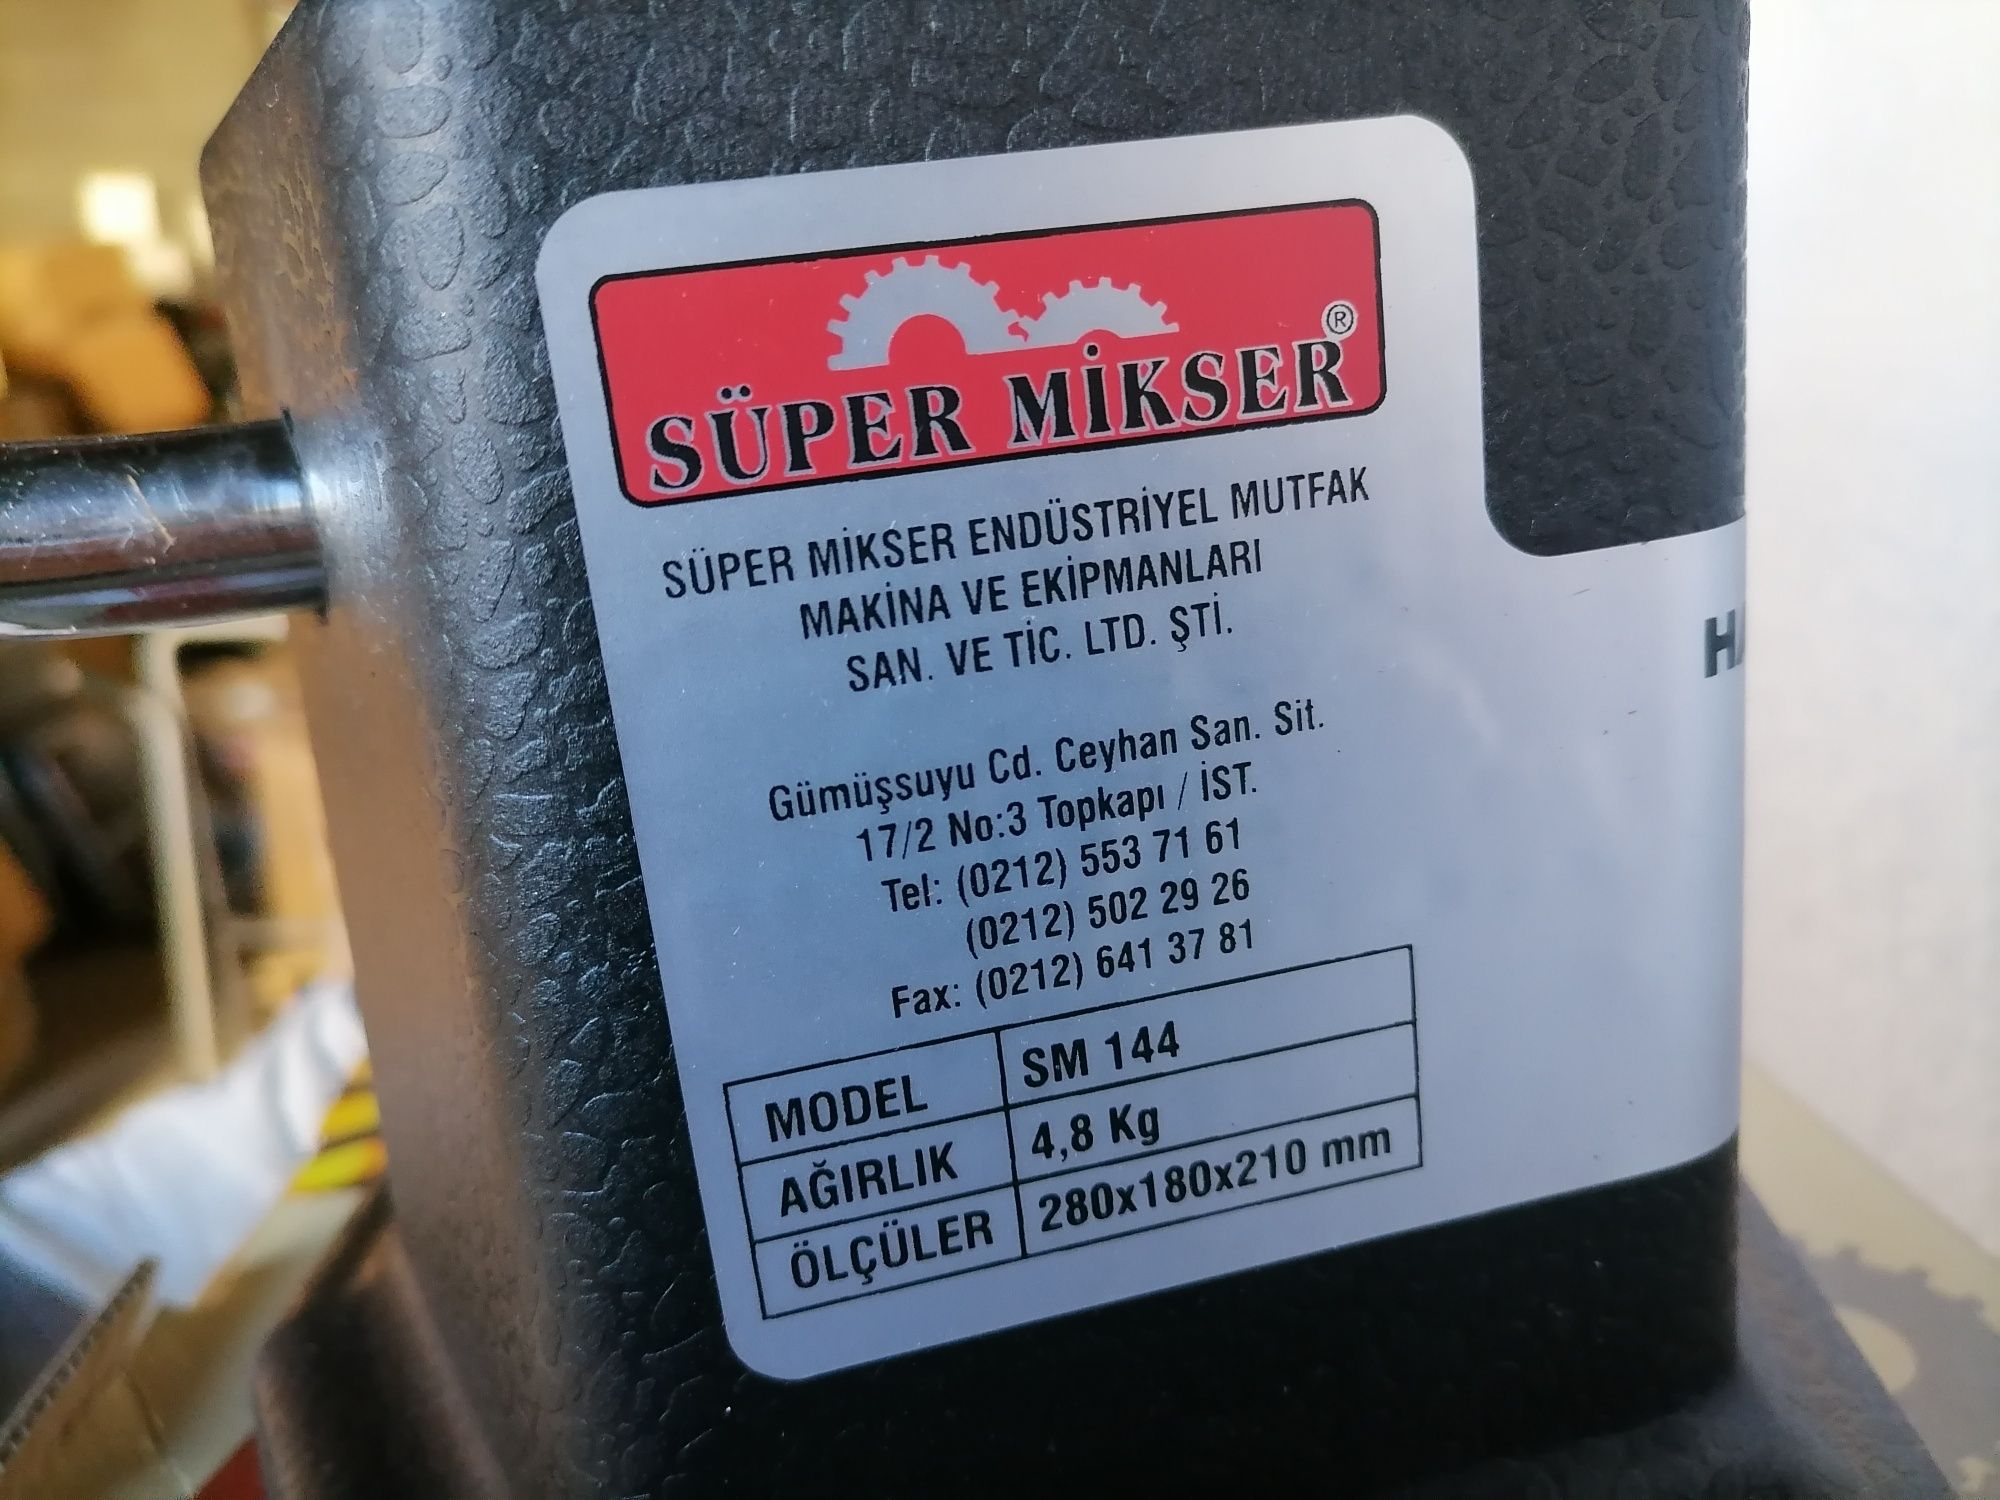 SÜPER MİKSER®
SÜPER MİKSER ENDÜSTRİYEL MUTFAK
MAKİNA VE EKİPMANLARI
SAN. VE TİC. LTD. ŞTİ.
Gümüşsuyu Cd. Ceyhan San. Sit.
17/2 No:3 Topkapı / İST.
Tel: (0212) 553 71 61
(0212) 502 29 26
Fax: (0212) 641 37 81
MODEL SM 144
AĞIRLIK 4,8 Kg
ÖLÇÜLER 280x180x210 mm